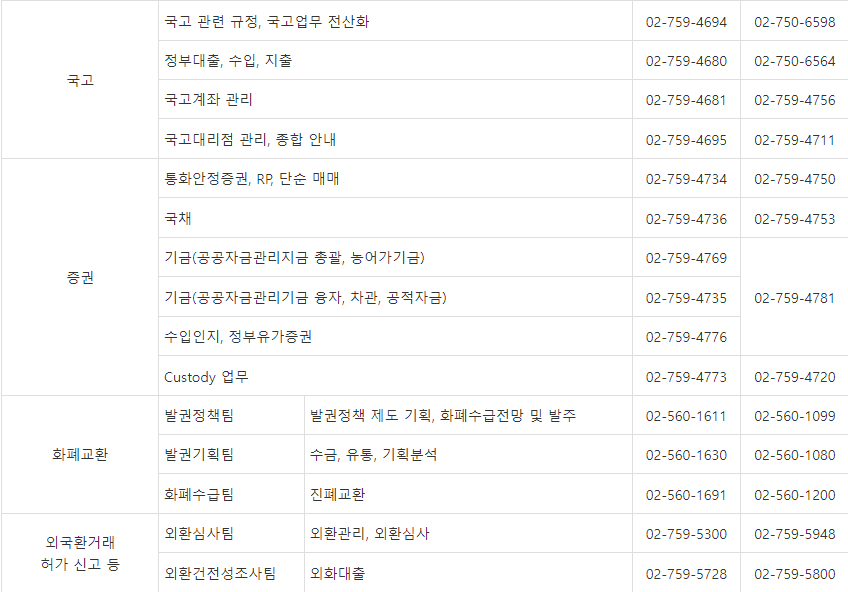 국고
국고 관련 규정, 국고업무 전산화 02-759-4694 02-750-6598
정부대출, 수입, 지출 02-759-4680 02-750-6564
국고계좌 관리 02-759-4681 02-759-4756
국고대리점 관리, 종합 안내 02-759-4695 02-759-4711
증권
통화안정증권, RP, 단순 매매 02-759-4734 02-759-4750
국채 02-759-4736 02-759-4753
기금(공공자금관리지금 총괄, 농어가기금) 02-759-4769
기금(공공자금관리기금 융자, 차관, 공적자금) 02-759-4735 02-759-4781
수입인지, 정부유가증권 02-759-4776
Custody 업무 02-759-4773 02-759-4720
화폐교환
발권정책팀 발권정책 제도 기획, 화폐수급전망 및 발주 02-560-1611 02-560-1099
발권기획팀 수금, 유통, 기획분석 02-560-1630 02-560-1080
화폐수급팀 진폐교환 02-560-1691 02-560-1200
외국환거래
허가 신고 등
외환심사팀 외환관리, 외환심사 02-759-5300 02-759-5948
외환건전성조사팀 외화대출 02-759-5728 02-759-5800